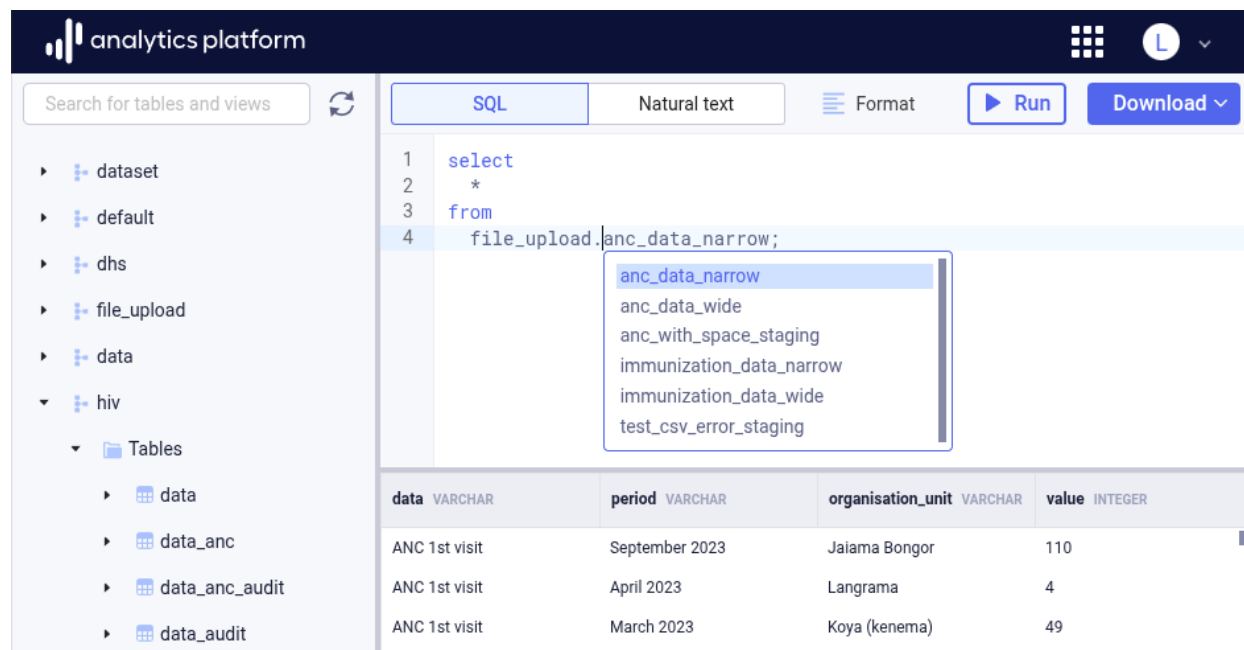 analytics platform
L
Search for tables and views
dataset
default
dhs
file_upload
data
hiv
Tables
data
data_anc
data_anc_audit
data_audit
SQL Natural text Format Run Download
1 select
2 *
3 from
4 file_upload.anc_data_narrow;
anc_data_narrow
anc_data_wide
anc_with_space_staging
immunization_data_narrow
immunization_data_wide
test_csv_error_staging
data VARCHAR period VARCHAR organisation_unit VARCHAR value INTEGER
ANC 1st visit September 2023 Jaiama Bongor 110
ANC 1st visit April 2023 Langrama 4
ANC 1st visit March 2023 Koya (kenema) 49